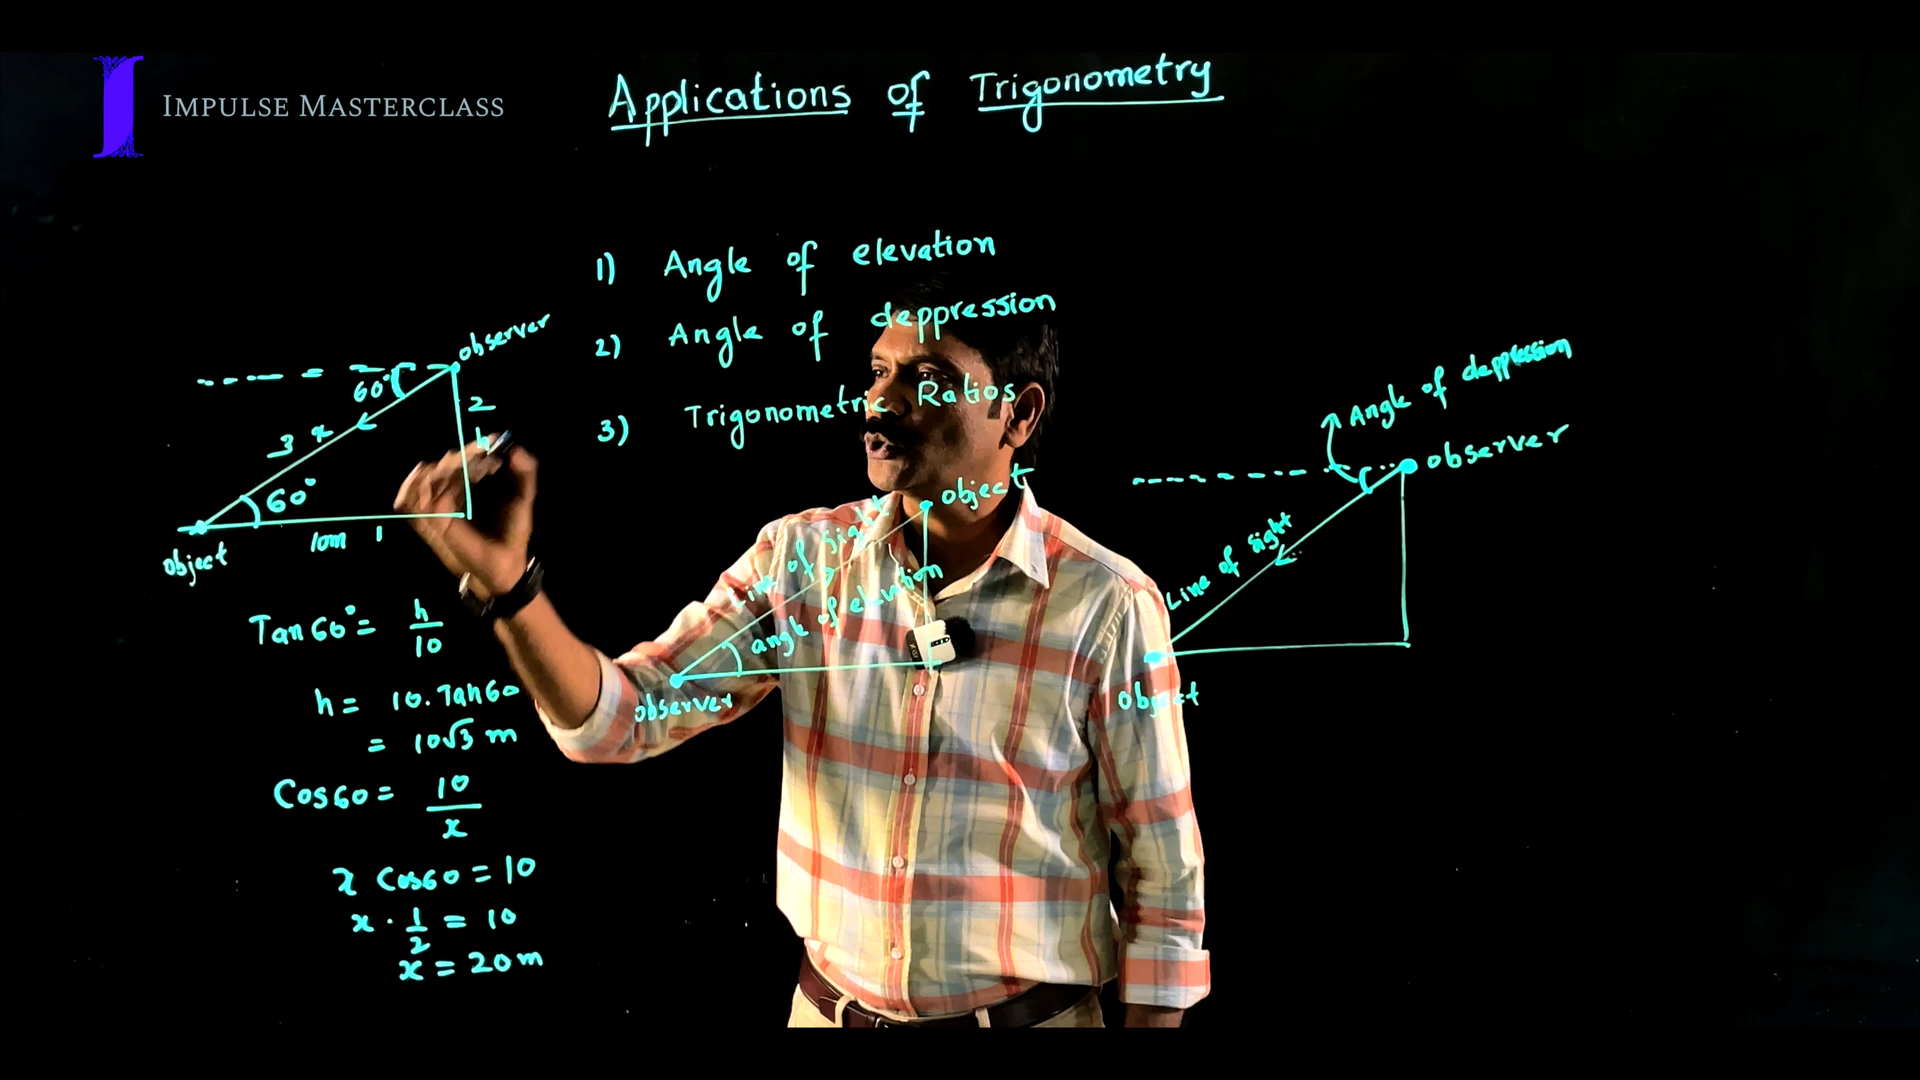 IMPULSE MASTERCLASS
Applications of Trigonometry
1) Angle of elevation
2) Angle of deppression
3) Trigonometric Ratios
observer
60°
2
h
3 x
60°
10m 1
object
Tan 60° = h/10
h = 10.Tan60
= 10√3 m
Cos60 = 10/x
x Cos60 = 10
x · 1/2 = 10
x = 20m
object
Line of sight
angle of elevation
observer
Angle of deppression
observer
Line of sight
object